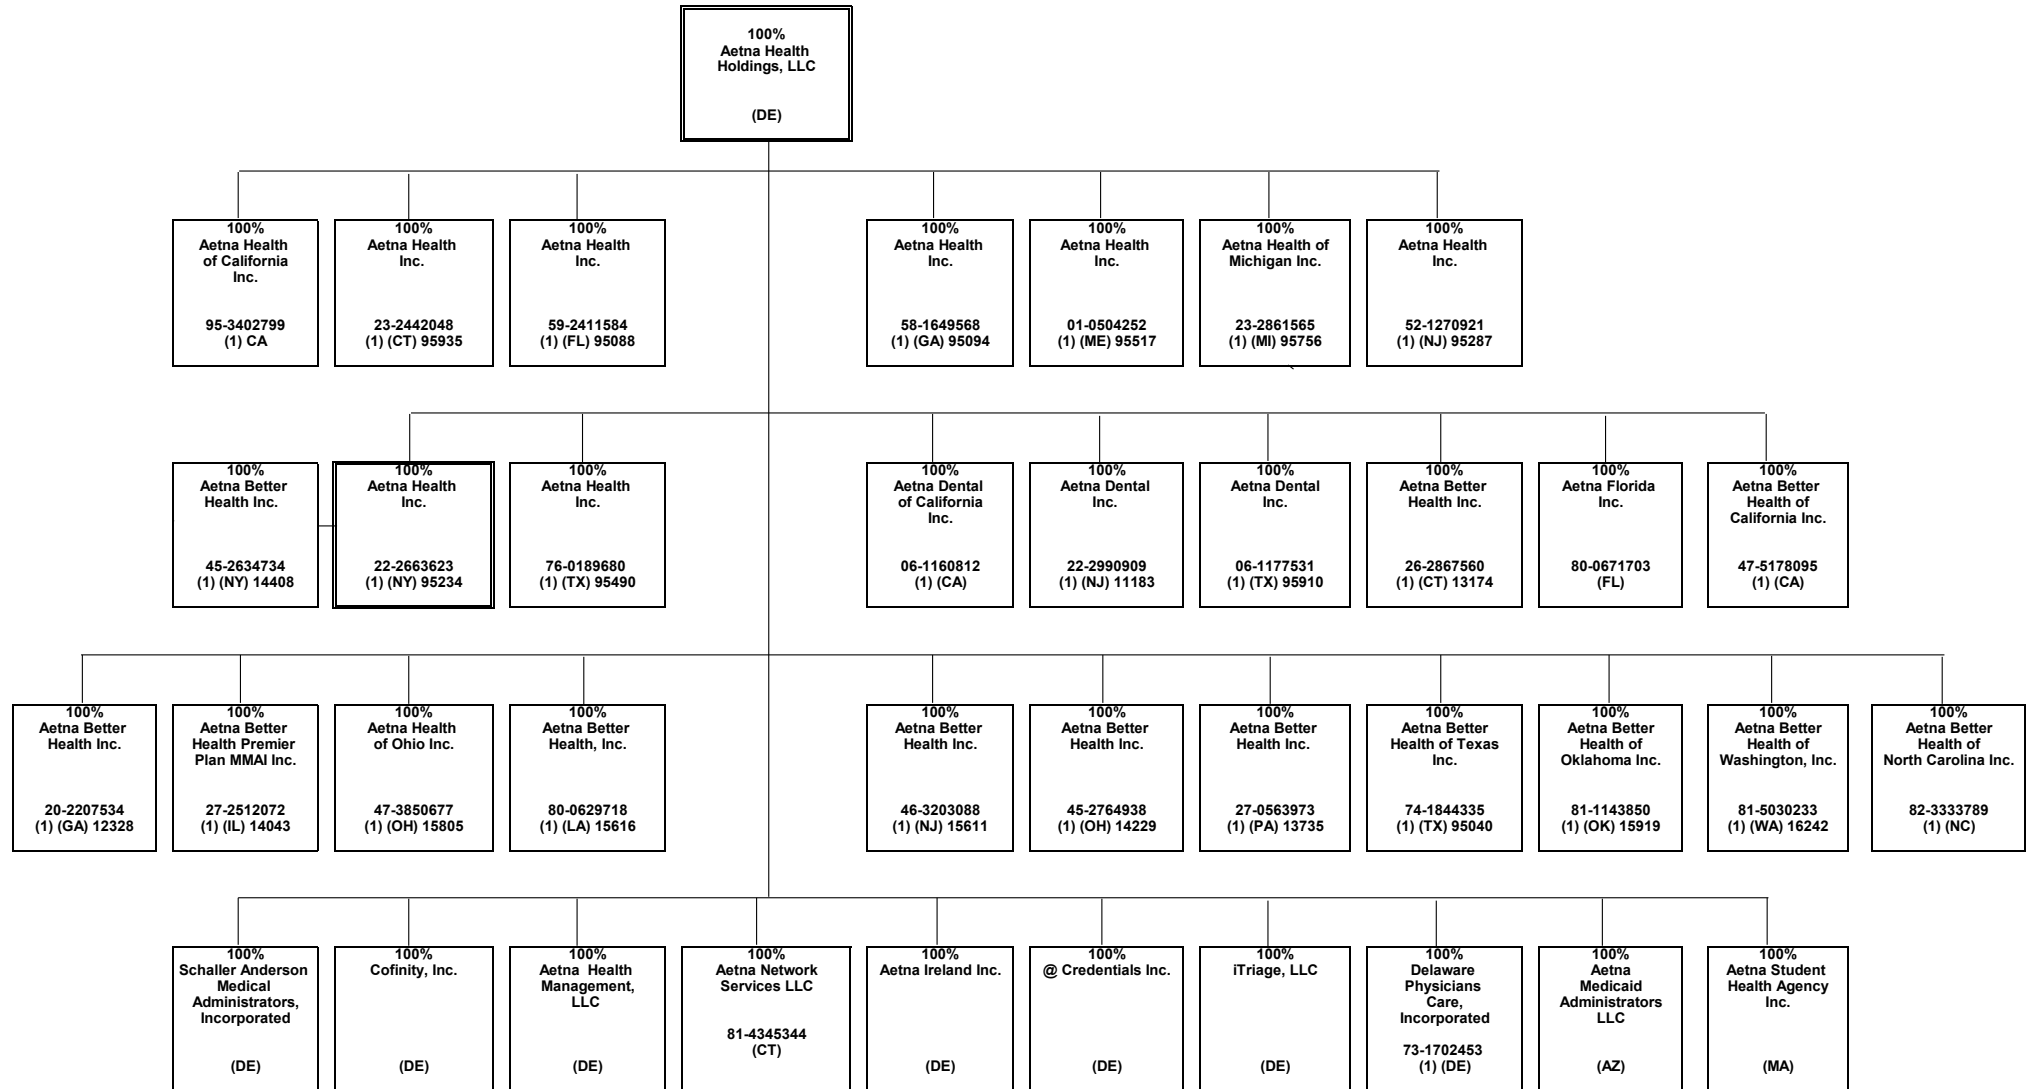 100%
Aetna Health
Holdings, LLC
(DE)
100%
Aetna Health
of California
Inc.
95-3402799
(1) CA
100%
Aetna Health
Inc.
23-2442048
(1) (CT) 95935
100%
Aetna Health
Inc.
59-2411584
(1) (FL) 95088
100%
Aetna Health
Inc.
58-1649568
(1) (GA) 95094
100%
Aetna Health
Inc.
01-0504252
(1) (ME) 95517
100%
Aetna Health of
Michigan Inc.
23-2861565
(1) (MI) 95756
100%
Aetna Health
Inc.
52-1270921
(1) (NJ) 95287
100%
Aetna Better
Health Inc.
45-2634734
(1) (NY) 14408
100%
Aetna Health
Inc.
22-2663623
(1) (NY) 95234
100%
Aetna Health
Inc.
76-0189680
(1) (TX) 95490
100%
Aetna Dental
of California
Inc.
06-1160812
(1) (CA)
100%
Aetna Dental
Inc.
22-2990909
(1) (NJ) 11183
100%
Aetna Dental
Inc.
06-1177531
(1) (TX) 95910
100%
Aetna Better
Health Inc.
26-2867560
(1) (CT) 13174
100%
Aetna Florida
Inc.
80-0671703
(FL)
100%
Aetna Better
Health of
California Inc.
47-5178095
(1) (CA)
100%
Aetna Better
Health Inc.
20-2207534
(1) (GA) 12328
100%
Aetna Better
Health Premier
Plan MMAI Inc.
27-2512072
(1) (IL) 14043
100%
Aetna Health
of Ohio Inc.
47-3850677
(1) (OH) 15805
100%
Aetna Better
Health, Inc.
80-0629718
(1) (LA) 15616
100%
Aetna Better
Health Inc.
46-3203088
(1) (NJ) 15611
100%
Aetna Better
Health Inc.
45-2764938
(1) (OH) 14229
100%
Aetna Better
Health Inc.
27-0563973
(1) (PA) 13735
100%
Aetna Better
Health of Texas
Inc.
74-1844335
(1) (TX) 95040
100%
Aetna Better
Health of
Oklahoma Inc.
81-1143850
(1) (OK) 15919
100%
Aetna Better
Health of
Washington, Inc.
81-5030233
(1) (WA) 16242
100%
Aetna Better
Health of
North Carolina Inc.
82-3333789
(1) (NC)
100%
Schaller Anderson
Medical
Administrators,
Incorporated
(DE)
100%
Cofinity, Inc.
(DE)
100%
Aetna Health
Management,
LLC
(DE)
100%
Aetna Network
Services LLC
81-4345344
(CT)
100%
Aetna Ireland Inc.
(DE)
100%
@ Credentials Inc.
(DE)
100%
iTriage, LLC
(DE)
100%
Delaware
Physicians
Care,
Incorporated
73-1702453
(1) (DE)
100%
Aetna
Medicaid
Administrators
LLC
(AZ)
100%
Aetna Student
Health Agency
Inc.
(MA)